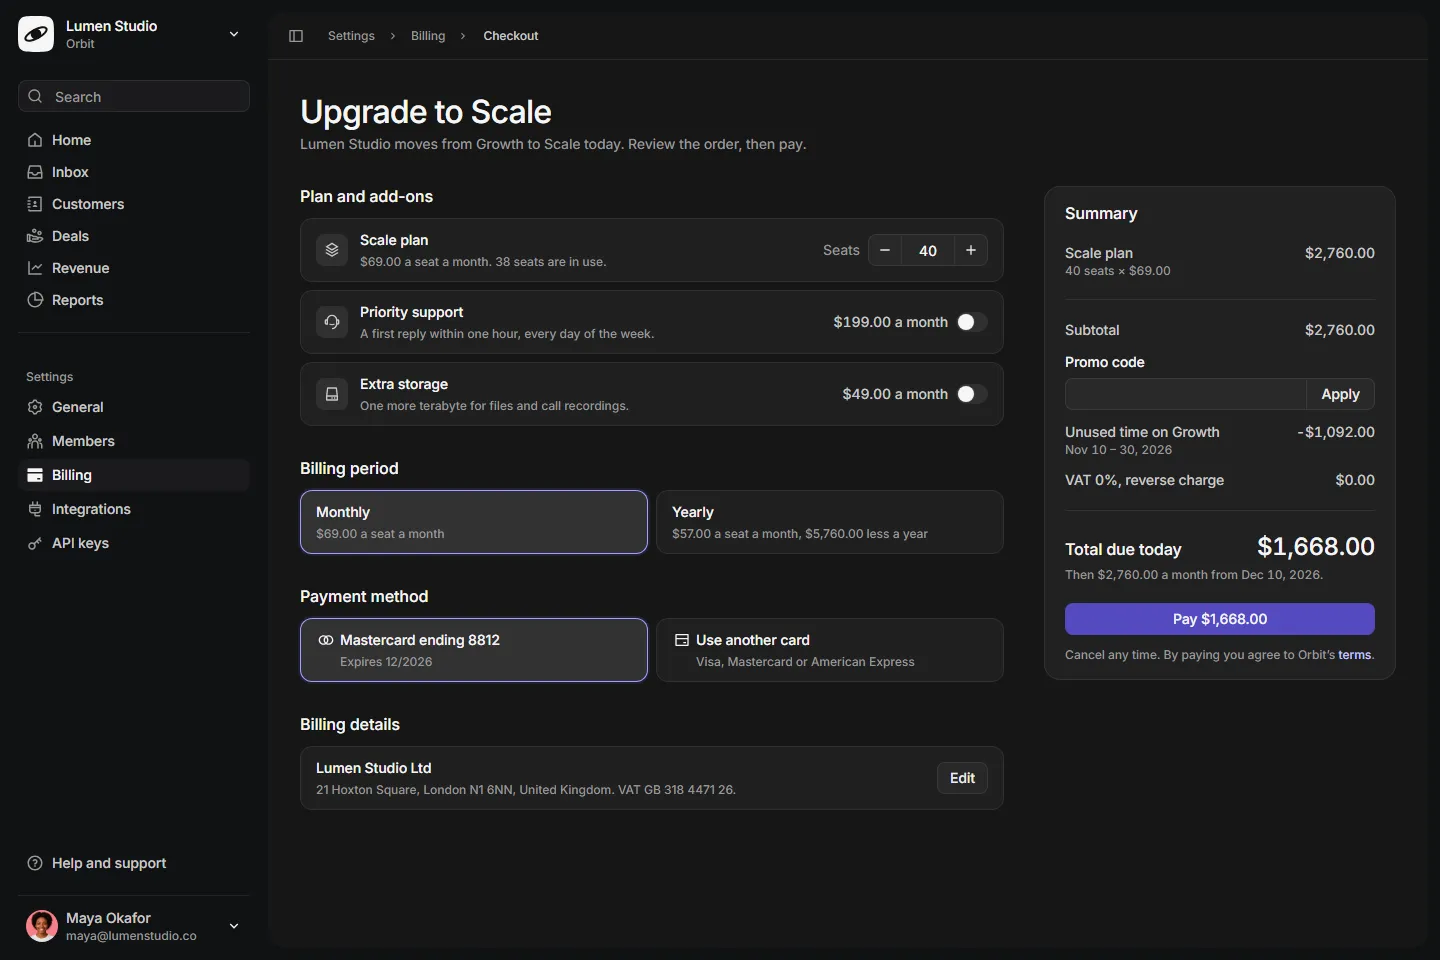 Lumen Studio
Orbit
Search
Home
Inbox
Customers
Deals
Revenue
Reports
Settings
General
Members
Billing
Integrations
API keys
Help and support
Maya Okafor
maya@lumenstudio.co
Settings > Billing > Checkout
Upgrade to Scale
Lumen Studio moves from Growth to Scale today. Review the order, then pay.
Plan and add-ons
Scale plan
$69.00 a seat a month. 38 seats are in use.
Seats − 40 +
Priority support
A first reply within one hour, every day of the week.
$199.00 a month
Extra storage
One more terabyte for files and call recordings.
$49.00 a month
Billing period
Monthly
$69.00 a seat a month
Yearly
$57.00 a seat a month, $5,760.00 less a year
Payment method
Mastercard ending 8812
Expires 12/2026
Use another card
Visa, Mastercard or American Express
Billing details
Lumen Studio Ltd
21 Hoxton Square, London N1 6NN, United Kingdom. VAT GB 318 4471 26.
Edit
Summary
Scale plan $2,760.00
40 seats × $69.00
Subtotal $2,760.00
Promo code
Apply
Unused time on Growth -$1,092.00
Nov 10 – 30, 2026
VAT 0%, reverse charge $0.00
Total due today $1,668.00
Then $2,760.00 a month from Dec 10, 2026.
Pay $1,668.00
Cancel any time. By paying you agree to Orbit’s terms.